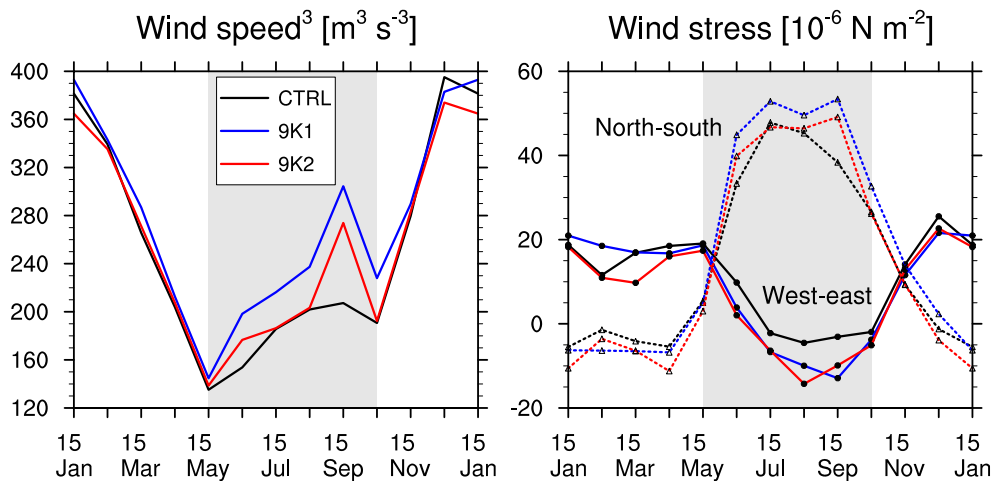 Wind speed³ [m³ s⁻³]
400
360
320
280
240
200
160
120
CTRL
9K1
9K2
15 15 15 15 15 15 15
Jan Mar May Jul Sep Nov Jan
Wind stress [10⁻⁶ N m⁻²]
60
40
20
0
-20
North-south
West-east
15 15 15 15 15 15 15
Jan Mar May Jul Sep Nov Jan